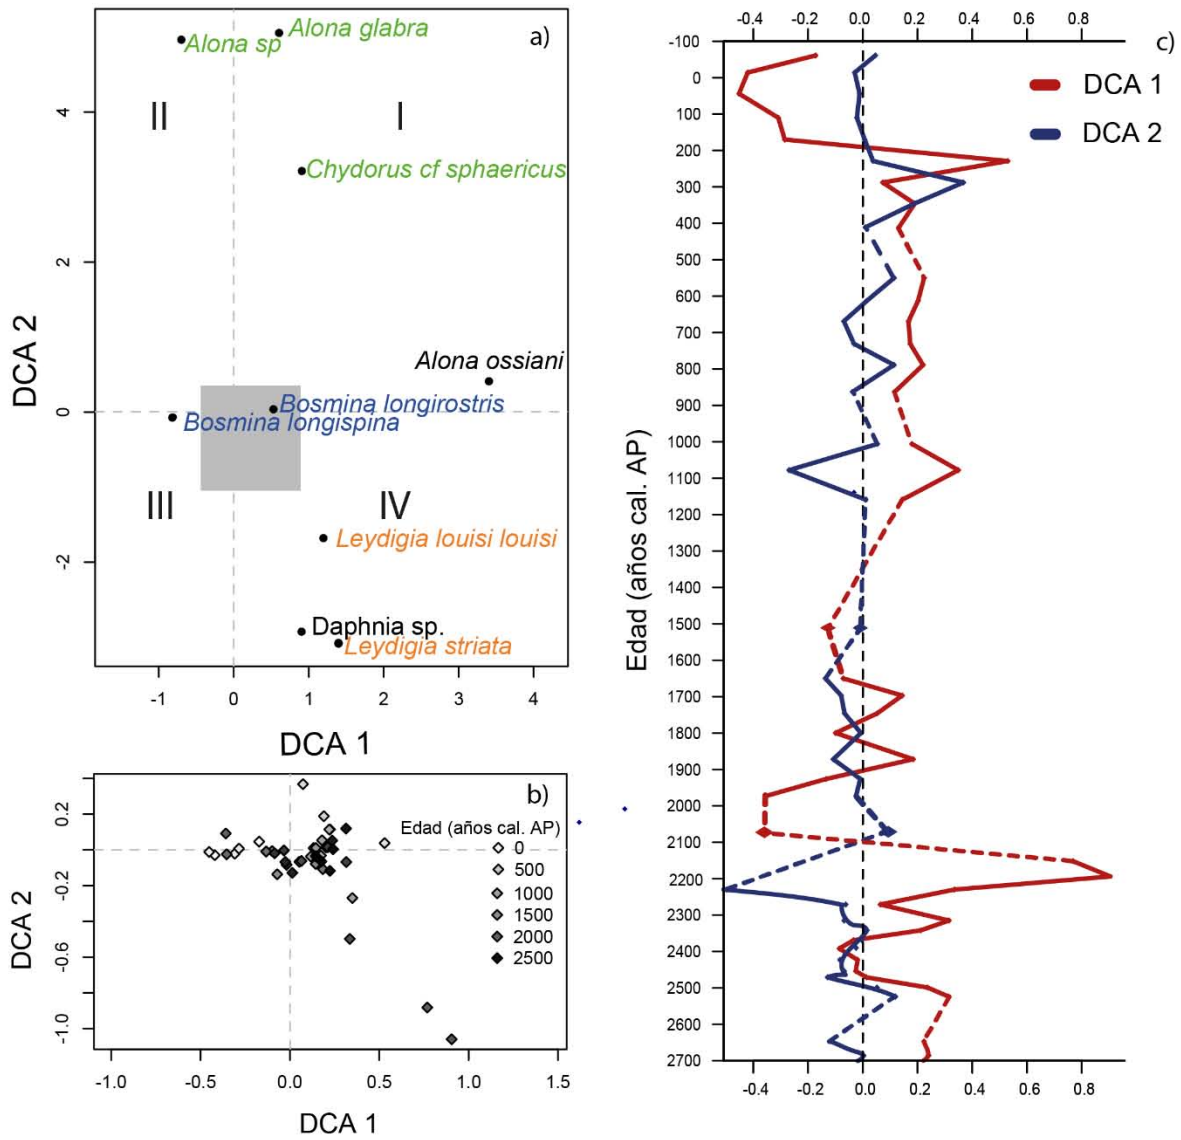 a)
Alona glabra
Alona sp
II
I
Chydorus cf sphaericus
Alona ossiani
Bosmina longirostris
Bosmina longispina
III
IV
Leydigia louisi louisi
Daphnia sp.
Leydigia striata
4
2
0
-2
DCA 2
-1
0
1
2
3
4
DCA 1
b)
Edad (años cal. AP)
0
500
1000
1500
2000
2500
0.2
-0.2
-0.6
-1.0
DCA 2
-1.0
-0.5
0.0
0.5
1.0
1.5
DCA 1
-0.4
-0.2
0.0
0.2
0.4
0.6
0.8
c)
DCA 1
DCA 2
-100
0
100
200
300
400
500
600
700
800
900
1000
1100
1200
1300
1400
1500
1600
1700
1800
1900
2000
2100
2200
2300
2400
2500
2600
2700
Edad (años cal. AP)
-0.4
-0.2
0.0
0.2
0.4
0.6
0.8